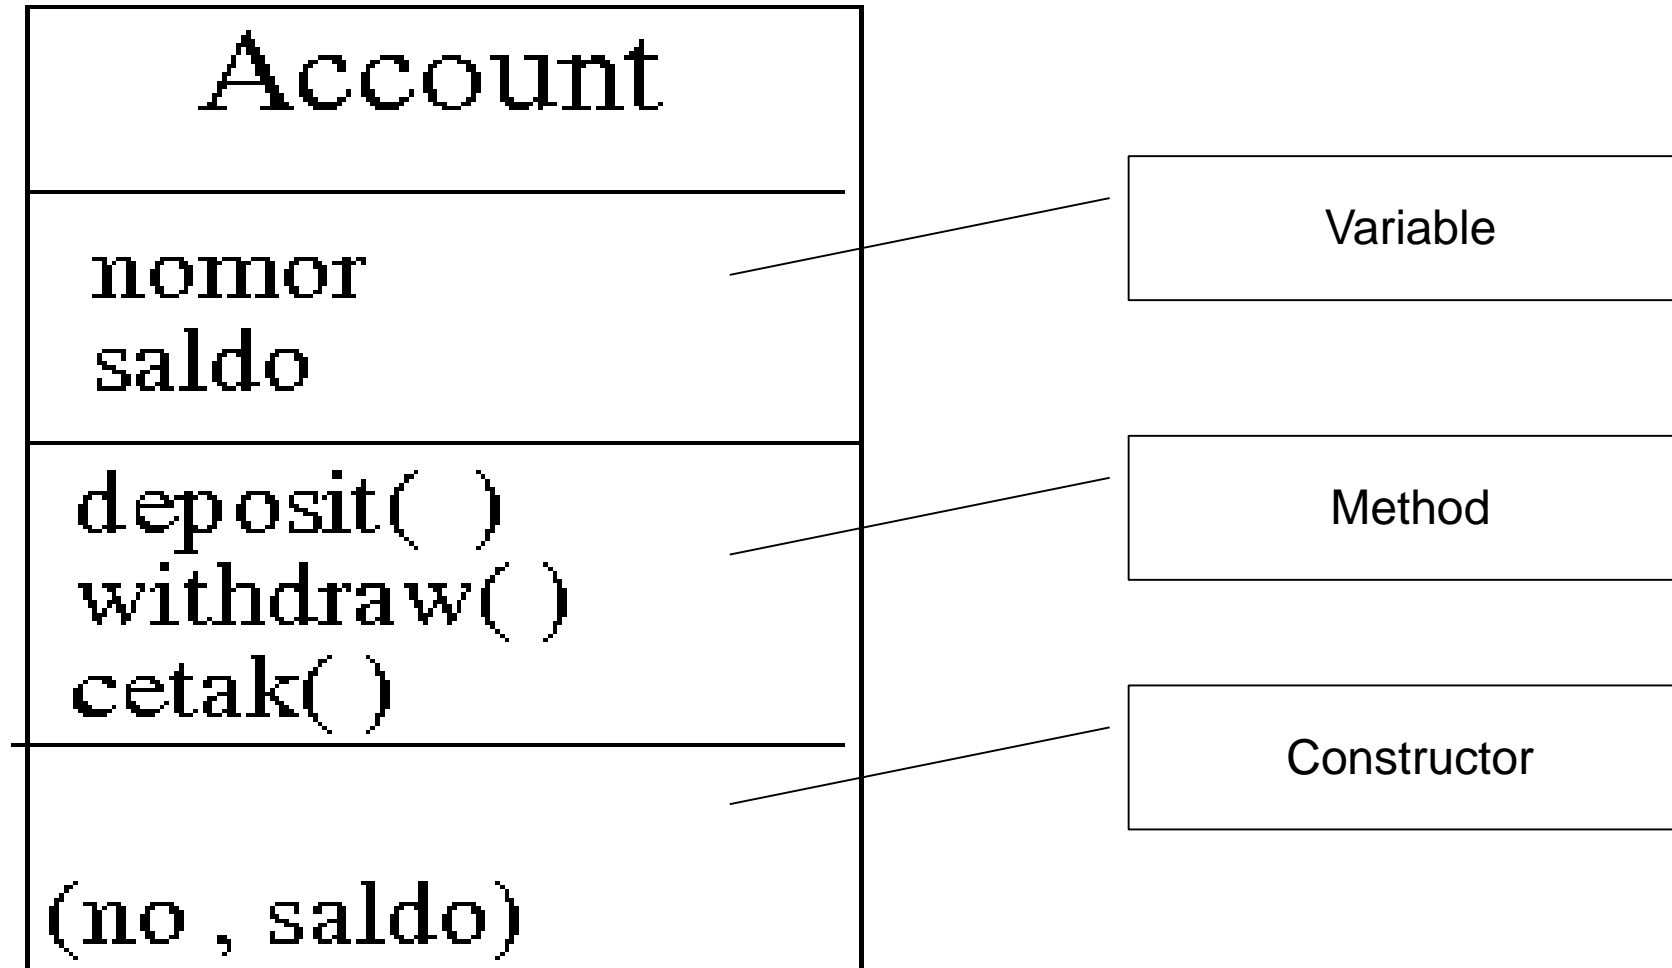 Account
nomor
saldo
deposit( )
withdraw( )
cetak( )
(no , saldo)
Variable
Method
Constructor